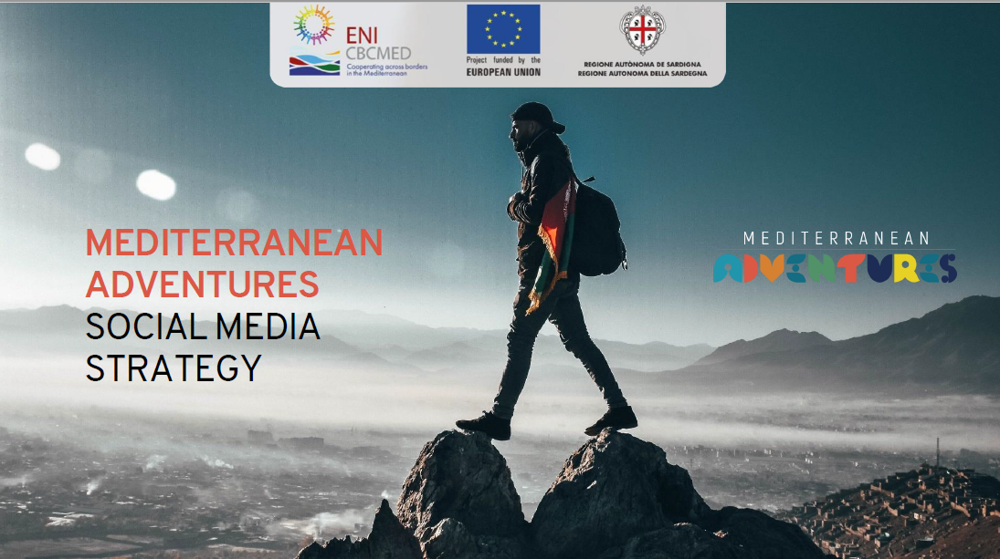 ENI
CBCMED
Cooperating across borders
in the Mediterranean
Project funded by the
EUROPEAN UNION
REGIONE AUTÒNOMA DE SARDIGNA
REGIONE AUTONOMA DELLA SARDEGNA
MEDITERRANEAN
ADVENTURES
SOCIAL MEDIA
STRATEGY
MEDITERRANEAN
ADVENTURES